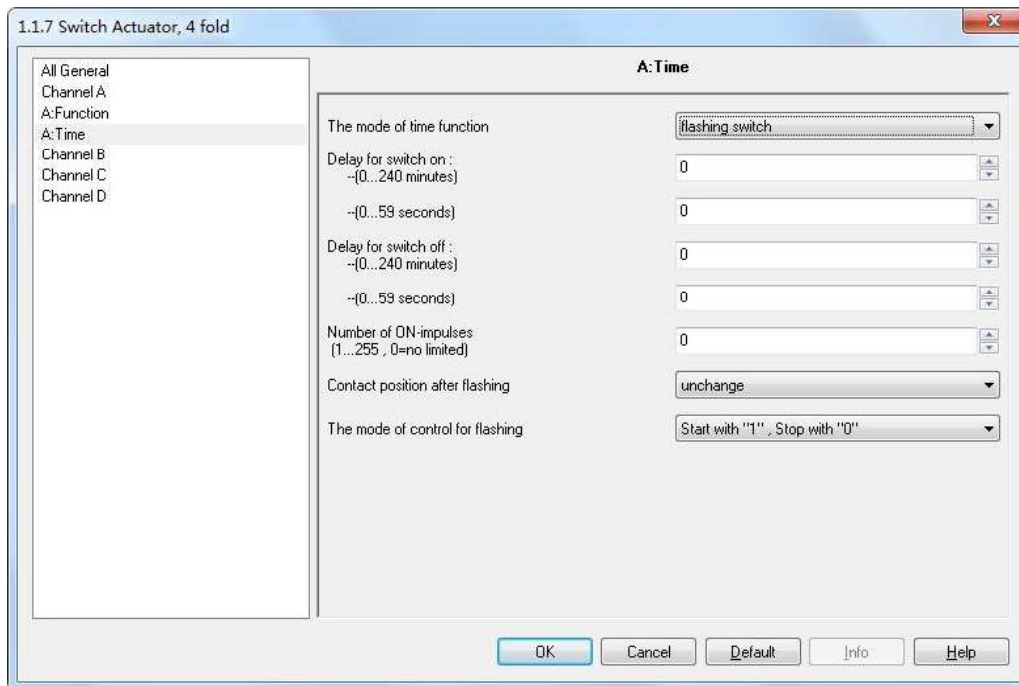 1.1.7 Switch Actuator, 4 fold
All General
Channel A
A:Function
A:Time
Channel B
Channel C
Channel D
A:Time
The mode of time function
flashing switch
Delay for switch on :
--(0...240 minutes)
0
--(0...59 seconds)
0
Delay for switch off :
--(0...240 minutes)
0
--(0...59 seconds)
0
Number of ON-impulses
(1...255 , 0=no limited)
0
Contact position after flashing
unchange
The mode of control for flashing
Start with "1" , Stop with "0"
OK
Cancel
Default
Info
Help